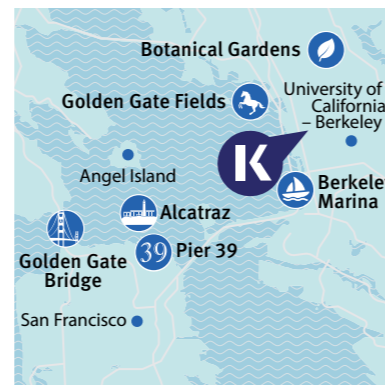 Botanical Gardens
Golden Gate Fields
University of
California
– Berkeley
K
Angel Island
Berkeley
Marina
Alcatraz
39 Pier 39
Golden Gate
Bridge
San Francisco